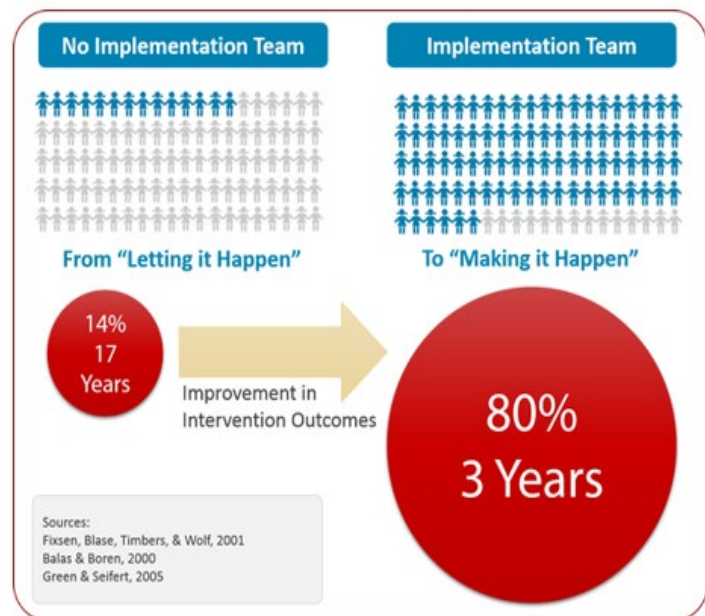 No Implementation Team
Implementation Team
From “Letting it Happen”
To “Making it Happen”
14%
17
Years
Improvement in
Intervention Outcomes
80%
3 Years
Sources:
Fixsen, Blase, Timbers, & Wolf, 2001
Balas & Boren, 2000
Green & Seifert, 2005